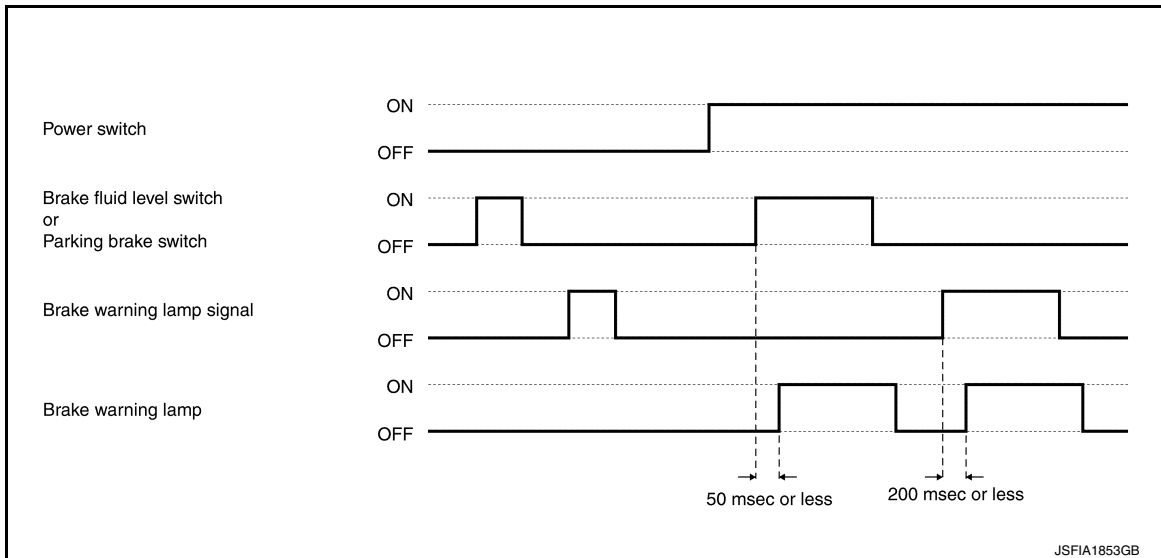 ON
Power switch
OFF
Brake fluid level switch
ON
or
Parking brake switch
OFF
ON
Brake warning lamp signal
OFF
ON
Brake warning lamp
OFF
50 msec or less
200 msec or less
JSFIA1853GB